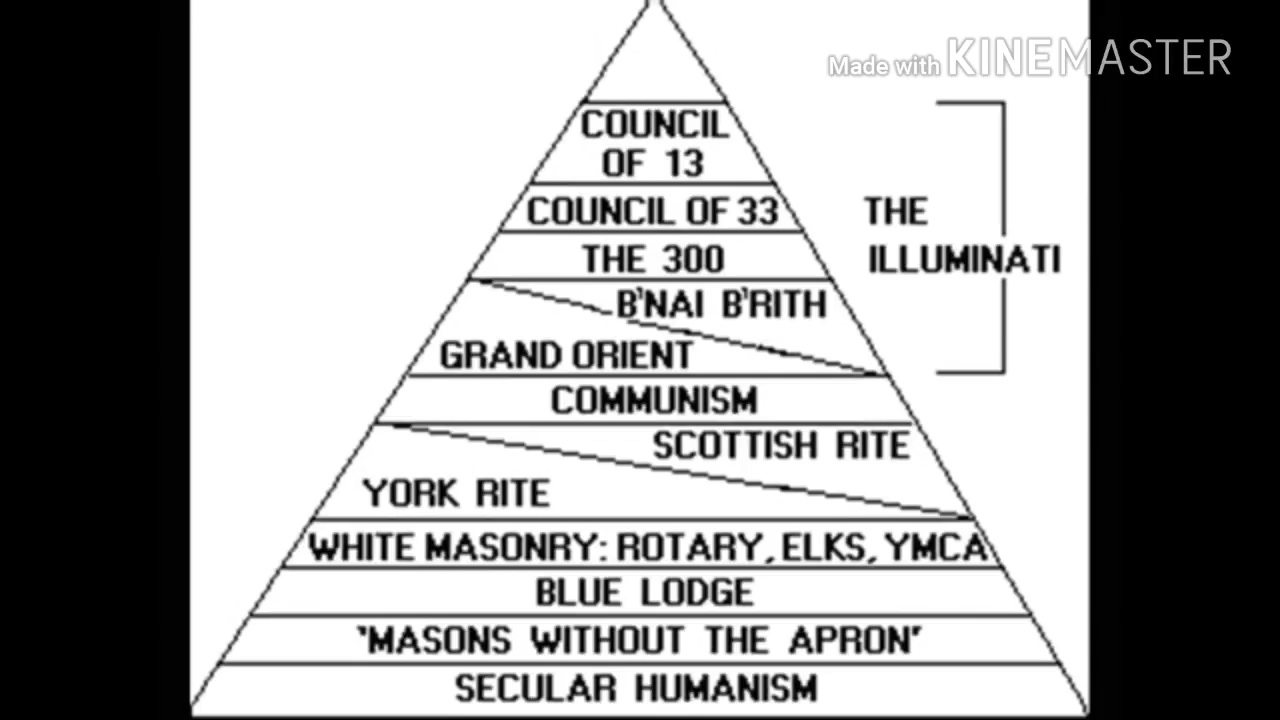 Made with KINEMASTER
COUNCIL
OF 13
COUNCIL OF 33
THE 300
THE
ILLUMINATI
B'NAI B'RITH
GRAND ORIENT
COMMUNISM
SCOTTISH RITE
YORK RITE
WHITE MASONRY: ROTARY, ELKS, YMCA
BLUE LODGE
'MASONS WITHOUT THE APRON'
SECULAR HUMANISM